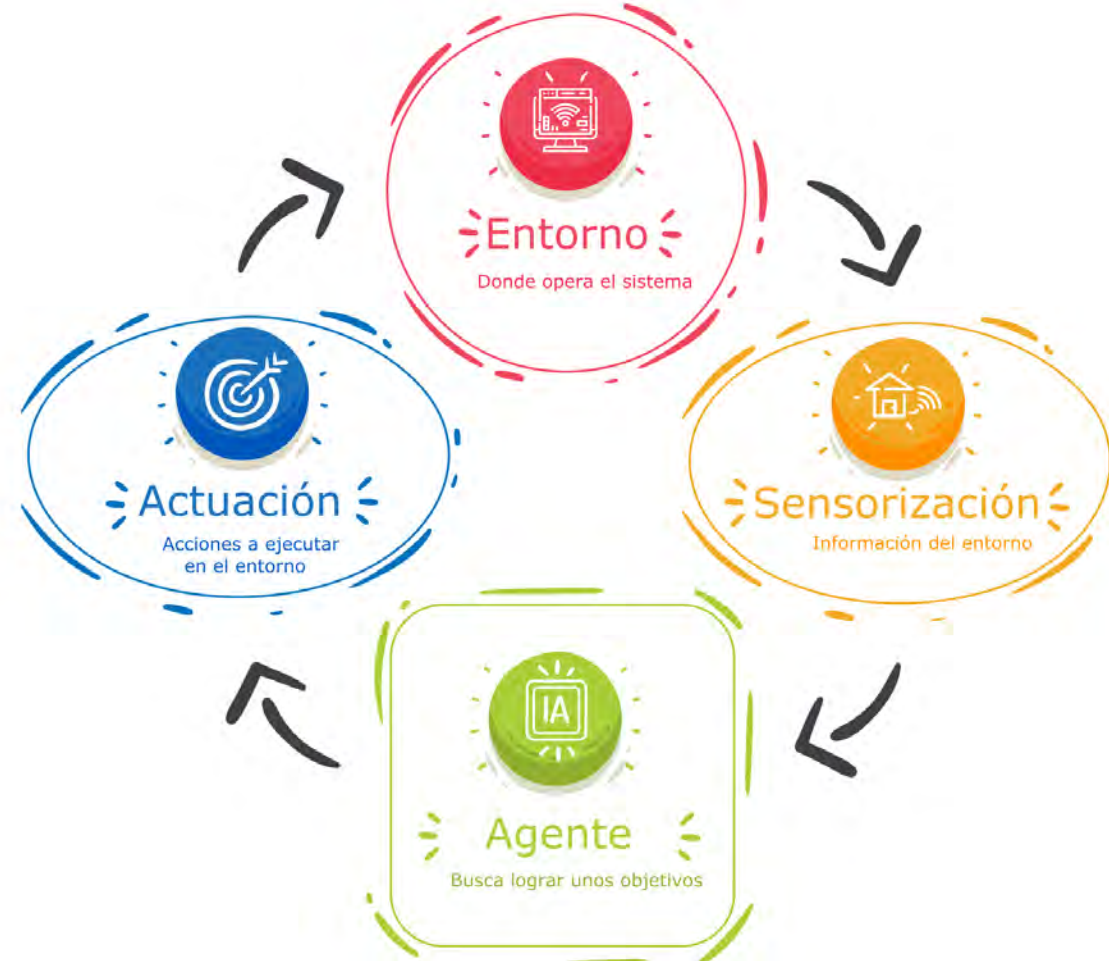 Entorno
Donde opera el sistema
Actuación
Acciones a ejecutar
en el entorno
Sensorización
Información del entorno
IA
Agente
Busca lograr unos objetivos